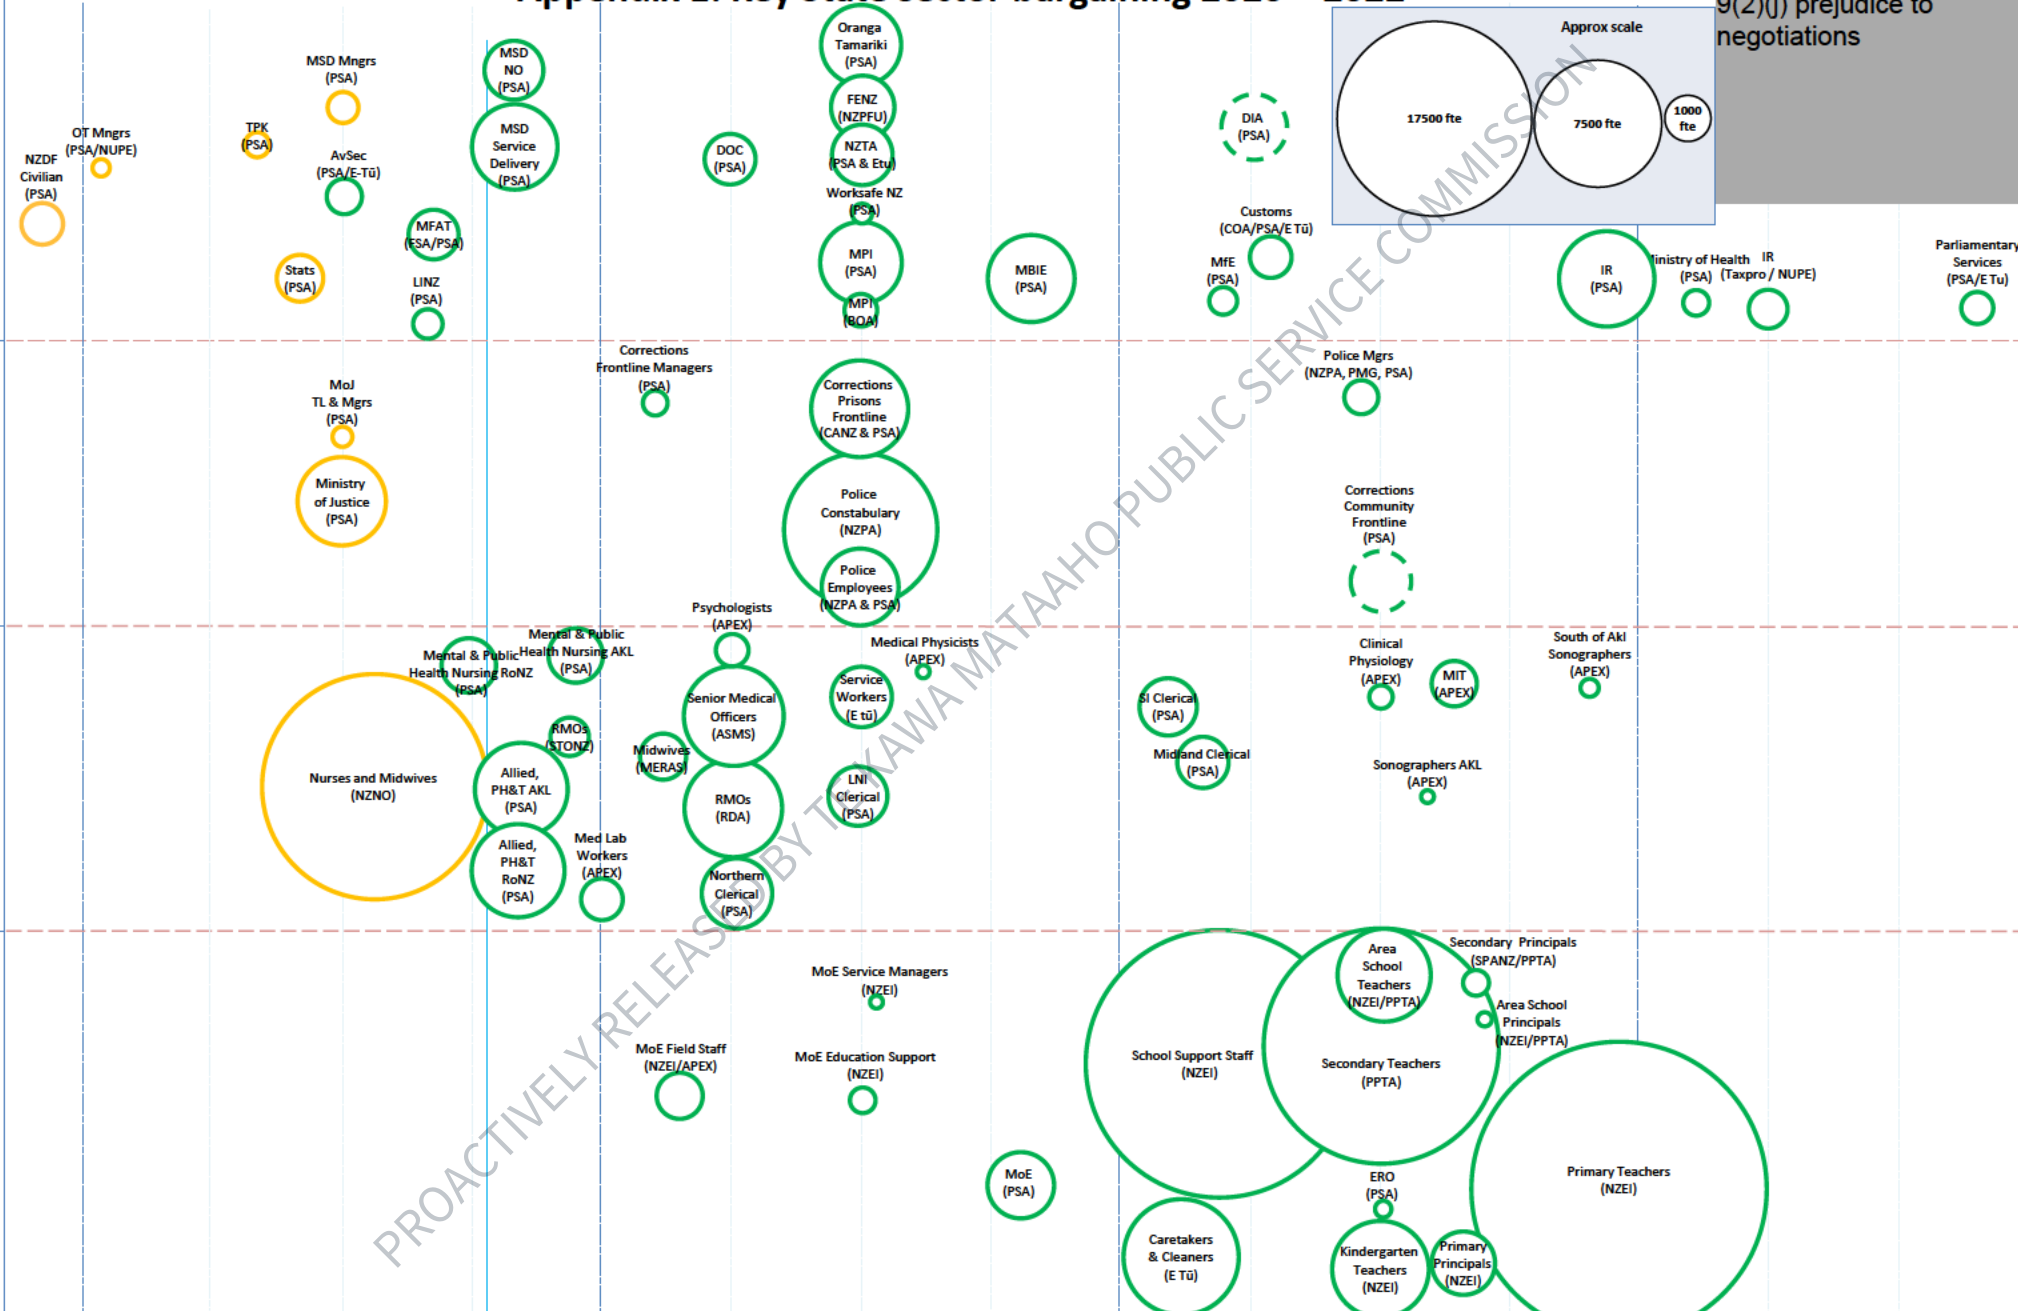 9(2)(j) prejudice to
negotiations
Approx scale
17500 fte
7500 fte
1000
fte
Oranga
Tamariki
(PSA)
MSD Mngrs
(PSA)
MSD
NO
(PSA)
FENZ
(NZPFU)
DIA
(PSA)
OT Mngrs
(PSA/NUPE)
TPK
(PSA)
MSD
Service
Delivery
(PSA)
DOC
(PSA)
NZTA
(PSA & Etu)
NZDF
Civilian
(PSA)
AvSec
(PSA/E-Tū)
Worksafe NZ
(PSA)
MFAT
(FSA/PSA)
Customs
(COA/PSA/E Tū)
Stats
(PSA)
LINZ
(PSA)
MPI
(PSA)
MPI
(BOA)
MBIE
(PSA)
MfE
(PSA)
IR
(PSA)
inistry of Health
(PSA)
IR
(Taxpro / NUPE)
Parliamentary
Services
(PSA/E Tu)
Corrections
Frontline Managers
(PSA)
Police Mgrs
(NZPA, PMG, PSA)
MoJ
TL & Mgrs
(PSA)
Corrections
Prisons
Frontline
(CANZ & PSA)
Ministry
of Justice
(PSA)
Police
Constabulary
(NZPA)
Corrections
Community
Frontline
(PSA)
Police
Employees
(NZPA & PSA)
Psychologists
(APEX)
Mental & Public
Health Nursing RoNZ
(PSA)
Mental & Public
Health Nursing AKL
(PSA)
Medical Physicists
(APEX)
Clinical
Physiology
(APEX)
South of Akl
Sonographers
(APEX)
MIT
(APEX)
Senior Medical
Officers
(ASMS)
Service
Workers
(E tū)
SI Clerical
(PSA)
RMOs
(STONZ)
Midwives
(MERAS)
Midland Clerical
(PSA)
Nurses and Midwives
(NZNO)
Allied,
PH&T AKL
(PSA)
RMOs
(RDA)
LNI
Clerical
(PSA)
Sonographers AKL
(APEX)
Allied,
PH&T
RoNZ
(PSA)
Med Lab
Workers
(APEX)
Northern
Clerical
(PSA)
MoE Service Managers
(NZEI)
Area
School
Teachers
(NZEI/PPTA)
Secondary Principals
(SPANZ/PPTA)
Area School
Principals
(NZEI/PPTA)
MoE Field Staff
(NZEI/APEX)
MoE Education Support
(NZEI)
School Support Staff
(NZEI)
Secondary Teachers
(PPTA)
MoE
(PSA)
ERO
(PSA)
Primary Teachers
(NZEI)
Caretakers
& Cleaners
(E Tū)
Kindergarten
Teachers
(NZEI)
Primary
Principals
(NZEI)
PROACTIVELY RELEASED BY TE KAWA MATAAHO PUBLIC SERVICE COMMISSION